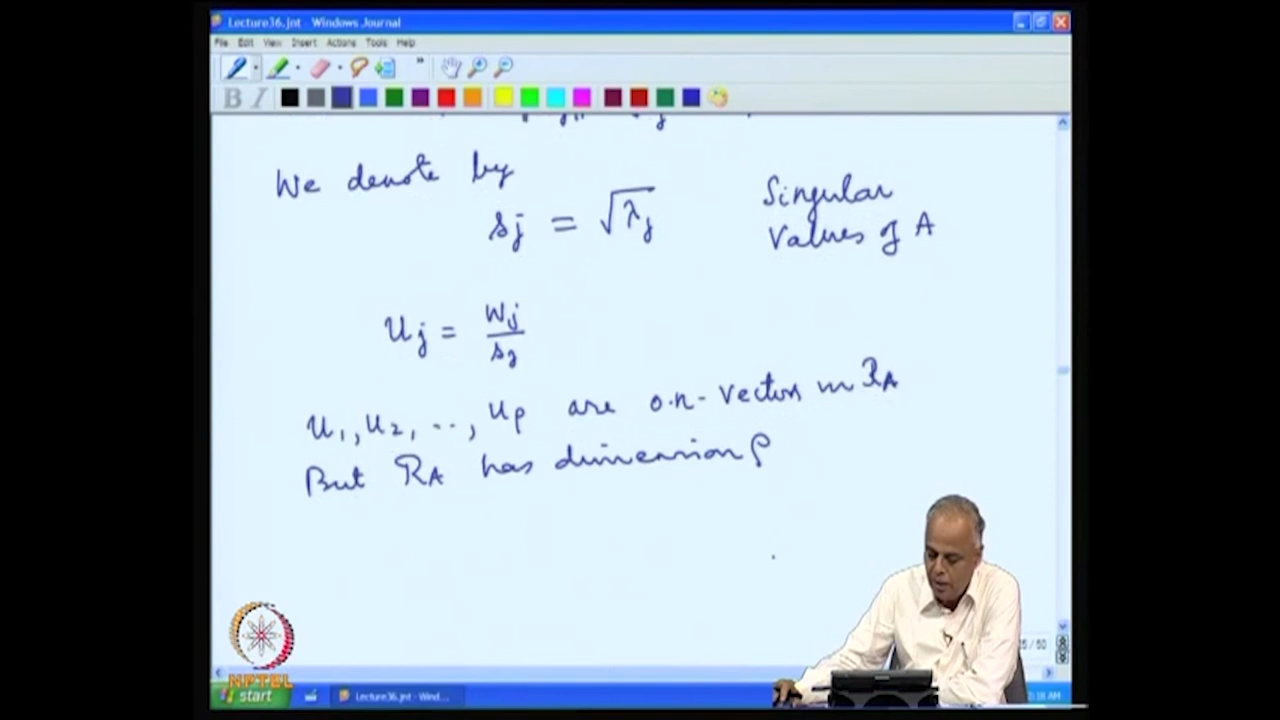 Lecture36.jnt - Windows Journal
File Edit View Insert Actions Tools Help
B I
We denote by
sj = √λj
Singular
Values of A
uj = wj/sj
u1, u2, ..., uρ are o.n. vectors in RA
But RA has dimension ρ
NPTEL
start
Lecture36.jnt - Wind...